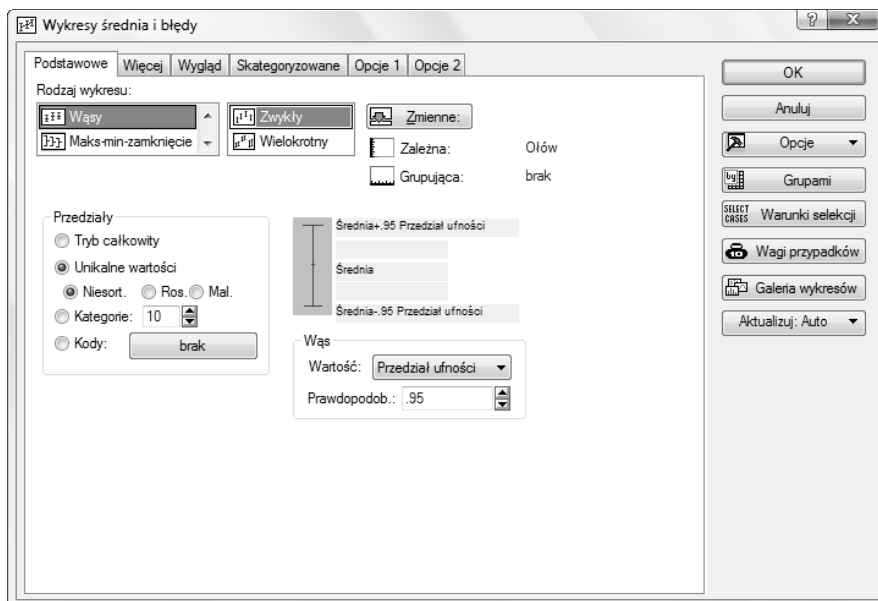 Wykresy średnia i błędy
Podstawowe Więcej Wygląd Skategoryzowane Opcje 1 Opcje 2
Rodzaj wykresu:
Wąsy
Maks-min-zamknięcie
Zwykły
Wielokrotny
Zmienne:
Zależna: Ołów
Grupująca: brak
Przedziały
Tryb całkowity
Unikalne wartości
Niesort. Ros. Mal.
Kategorie: 10
Kody: brak
Średnia+.95 Przedział ufności
Średnia
Średnia-.95 Przedział ufności
Wąs
Wartość: Przedział ufności
Prawdopodob.: .95
OK
Anuluj
Opcje
by Grupami
SELECT CASES Warunki selekcji
Wagi przypadków
Galeria wykresów
Aktualizuj: Auto